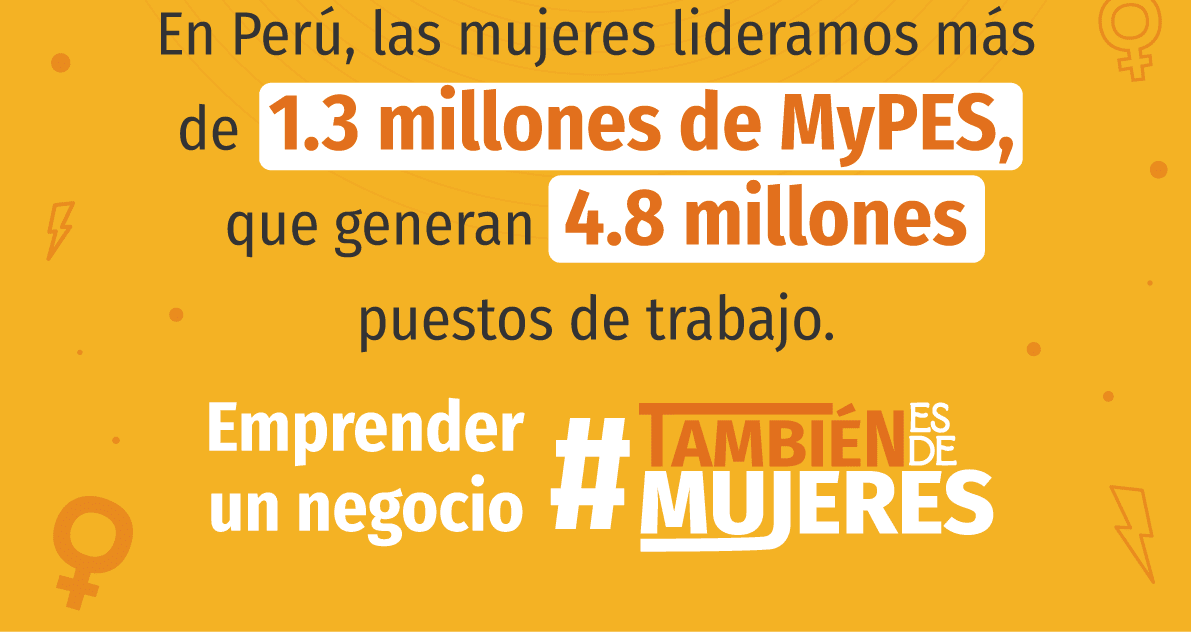 En Perú, las mujeres lideramos más
de 1.3 millones de MyPES,
que generan 4.8 millones
puestos de trabajo.
Emprender
un negocio
#TAMBIÉN ES DE
MUJERES